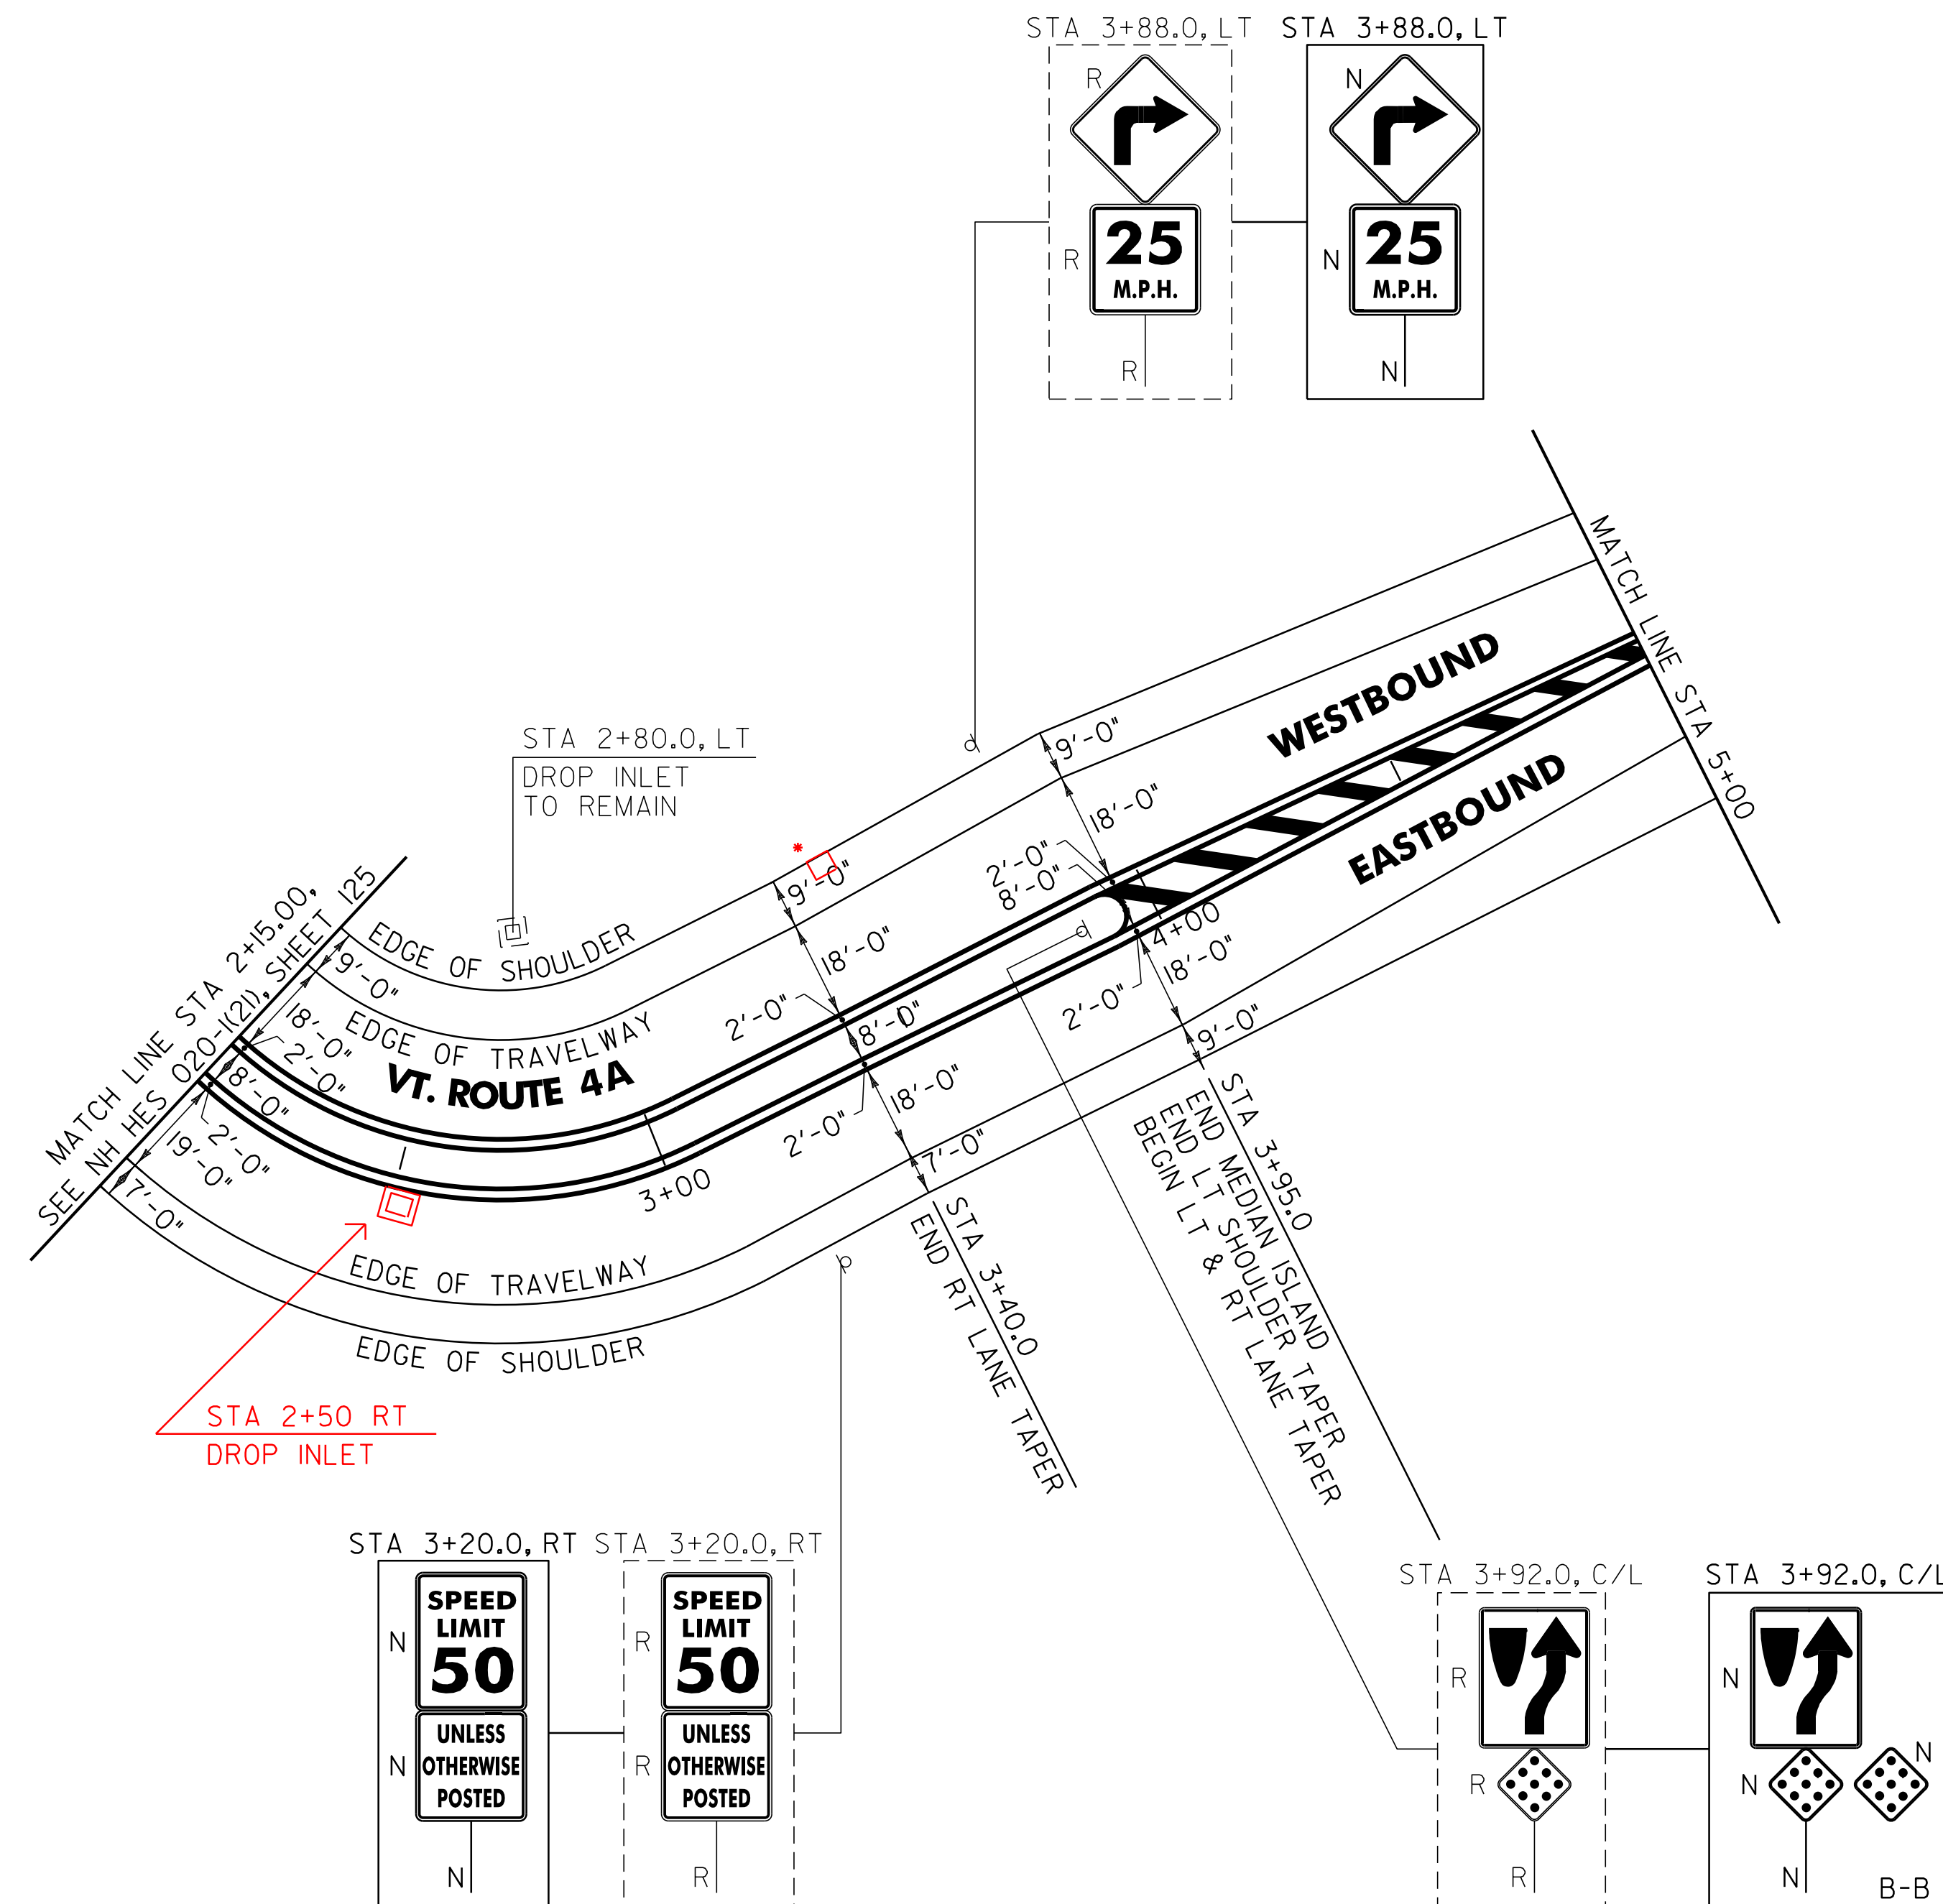 STA 3+88.0, LT
STA 3+88.0, LT
R
N
R
25
M.P.H.
N
25
M.P.H.
R
N
MATCH LINE STA 5+00
WESTBOUND
EASTBOUND
STA 2+80.0, LT
DROP INLET
TO REMAIN
*
9'-0"
18'-0"
2'-0"
8'-0"
4+00
18'-0"
2'-0"
9'-0"
9'-0"
18'-0"
2'-0"
8'-0"
2'-0"
18'-0"
7'-0"
MATCH LINE STA 2+15.00,
SEE NH HES 020-1(21), SHEET 125
EDGE OF SHOULDER
9'-0"
EDGE OF TRAVELWAY
18'-0"
2'-0"
VT. ROUTE 4A
8'-0"
2'-0"
19'-0"
7'-0"
3+00
EDGE OF TRAVELWAY
EDGE OF SHOULDER
STA 3+40.0
END RT LANE TAPER
STA 3+95.0
END MEDIAN ISLAND
END LT SHOULDER TAPER
BEGIN LT & RT LANE TAPER
STA 2+50 RT
DROP INLET
STA 3+20.0, RT
STA 3+20.0, RT
N
SPEED
LIMIT
50
R
SPEED
LIMIT
50
N
UNLESS
OTHERWISE
POSTED
R
UNLESS
OTHERWISE
POSTED
N
R
STA 3+92.0, C/L
STA 3+92.0, C/L
R
N
R
N
N
R
N
B-B